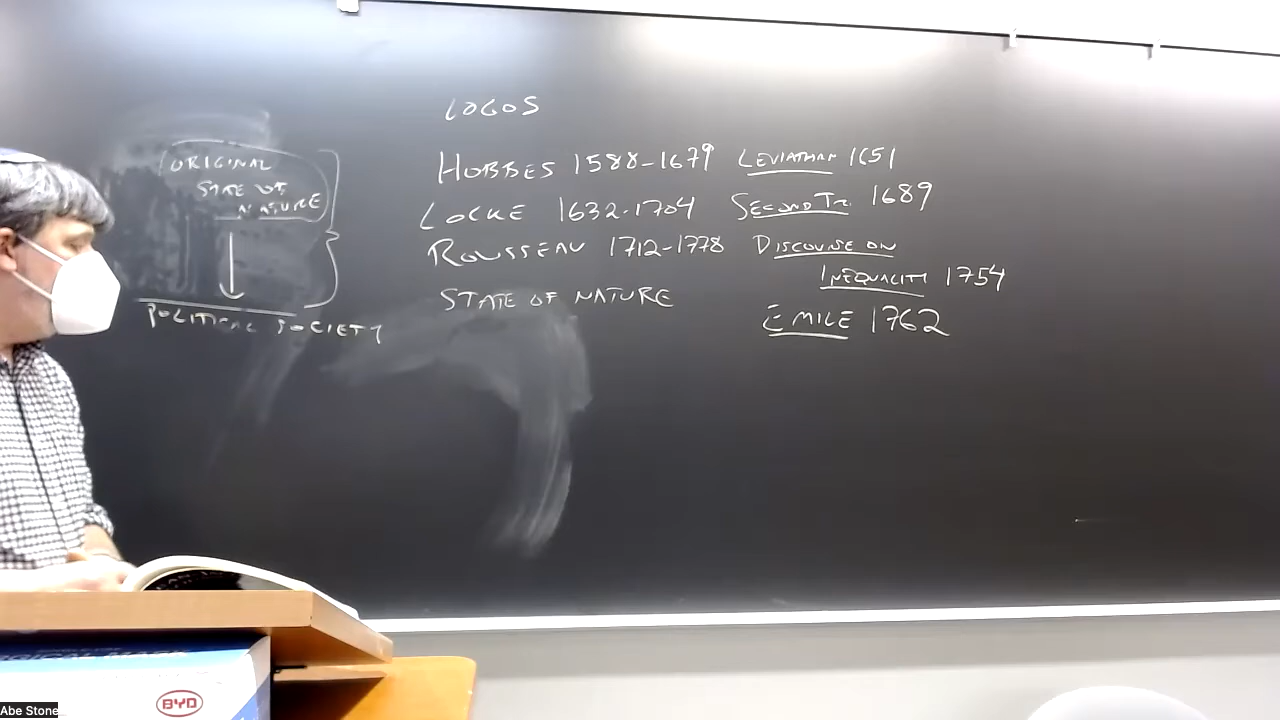 LOGOS
ORIGINAL
STATE OF
NATURE
POLITICAL SOCIETY
HOBBES 1588-1679 LEVIATHAN 1651
LOCKE 1632-1704 SECOND TR. 1689
ROUSSEAU 1712-1778 DISCOURSE ON
INEQUALITY 1754
STATE OF NATURE
EMILE 1762
BYD
Abe Stone